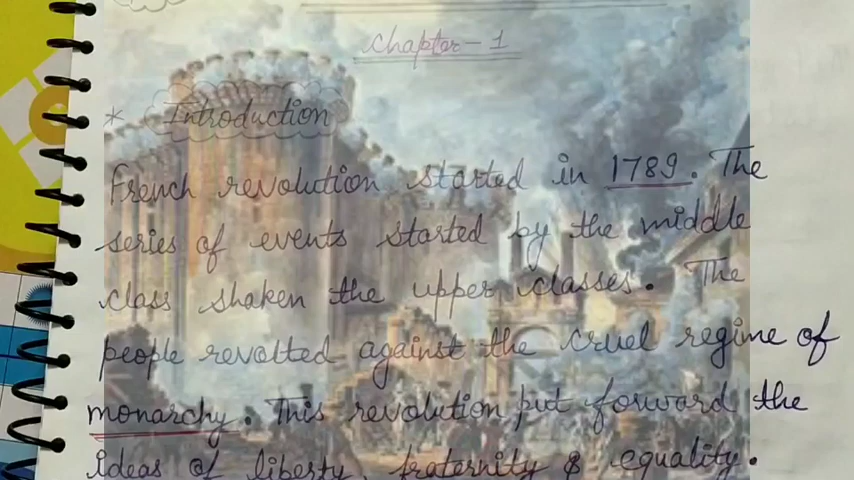 Chapter - 1
* Introduction
French revolution started in 1789. The
series of events started by the middle
class shaken the upper classes. The
people revolted against the cruel regime of
monarchy. This revolution put forward the
ideas of liberty, fraternity & equality.